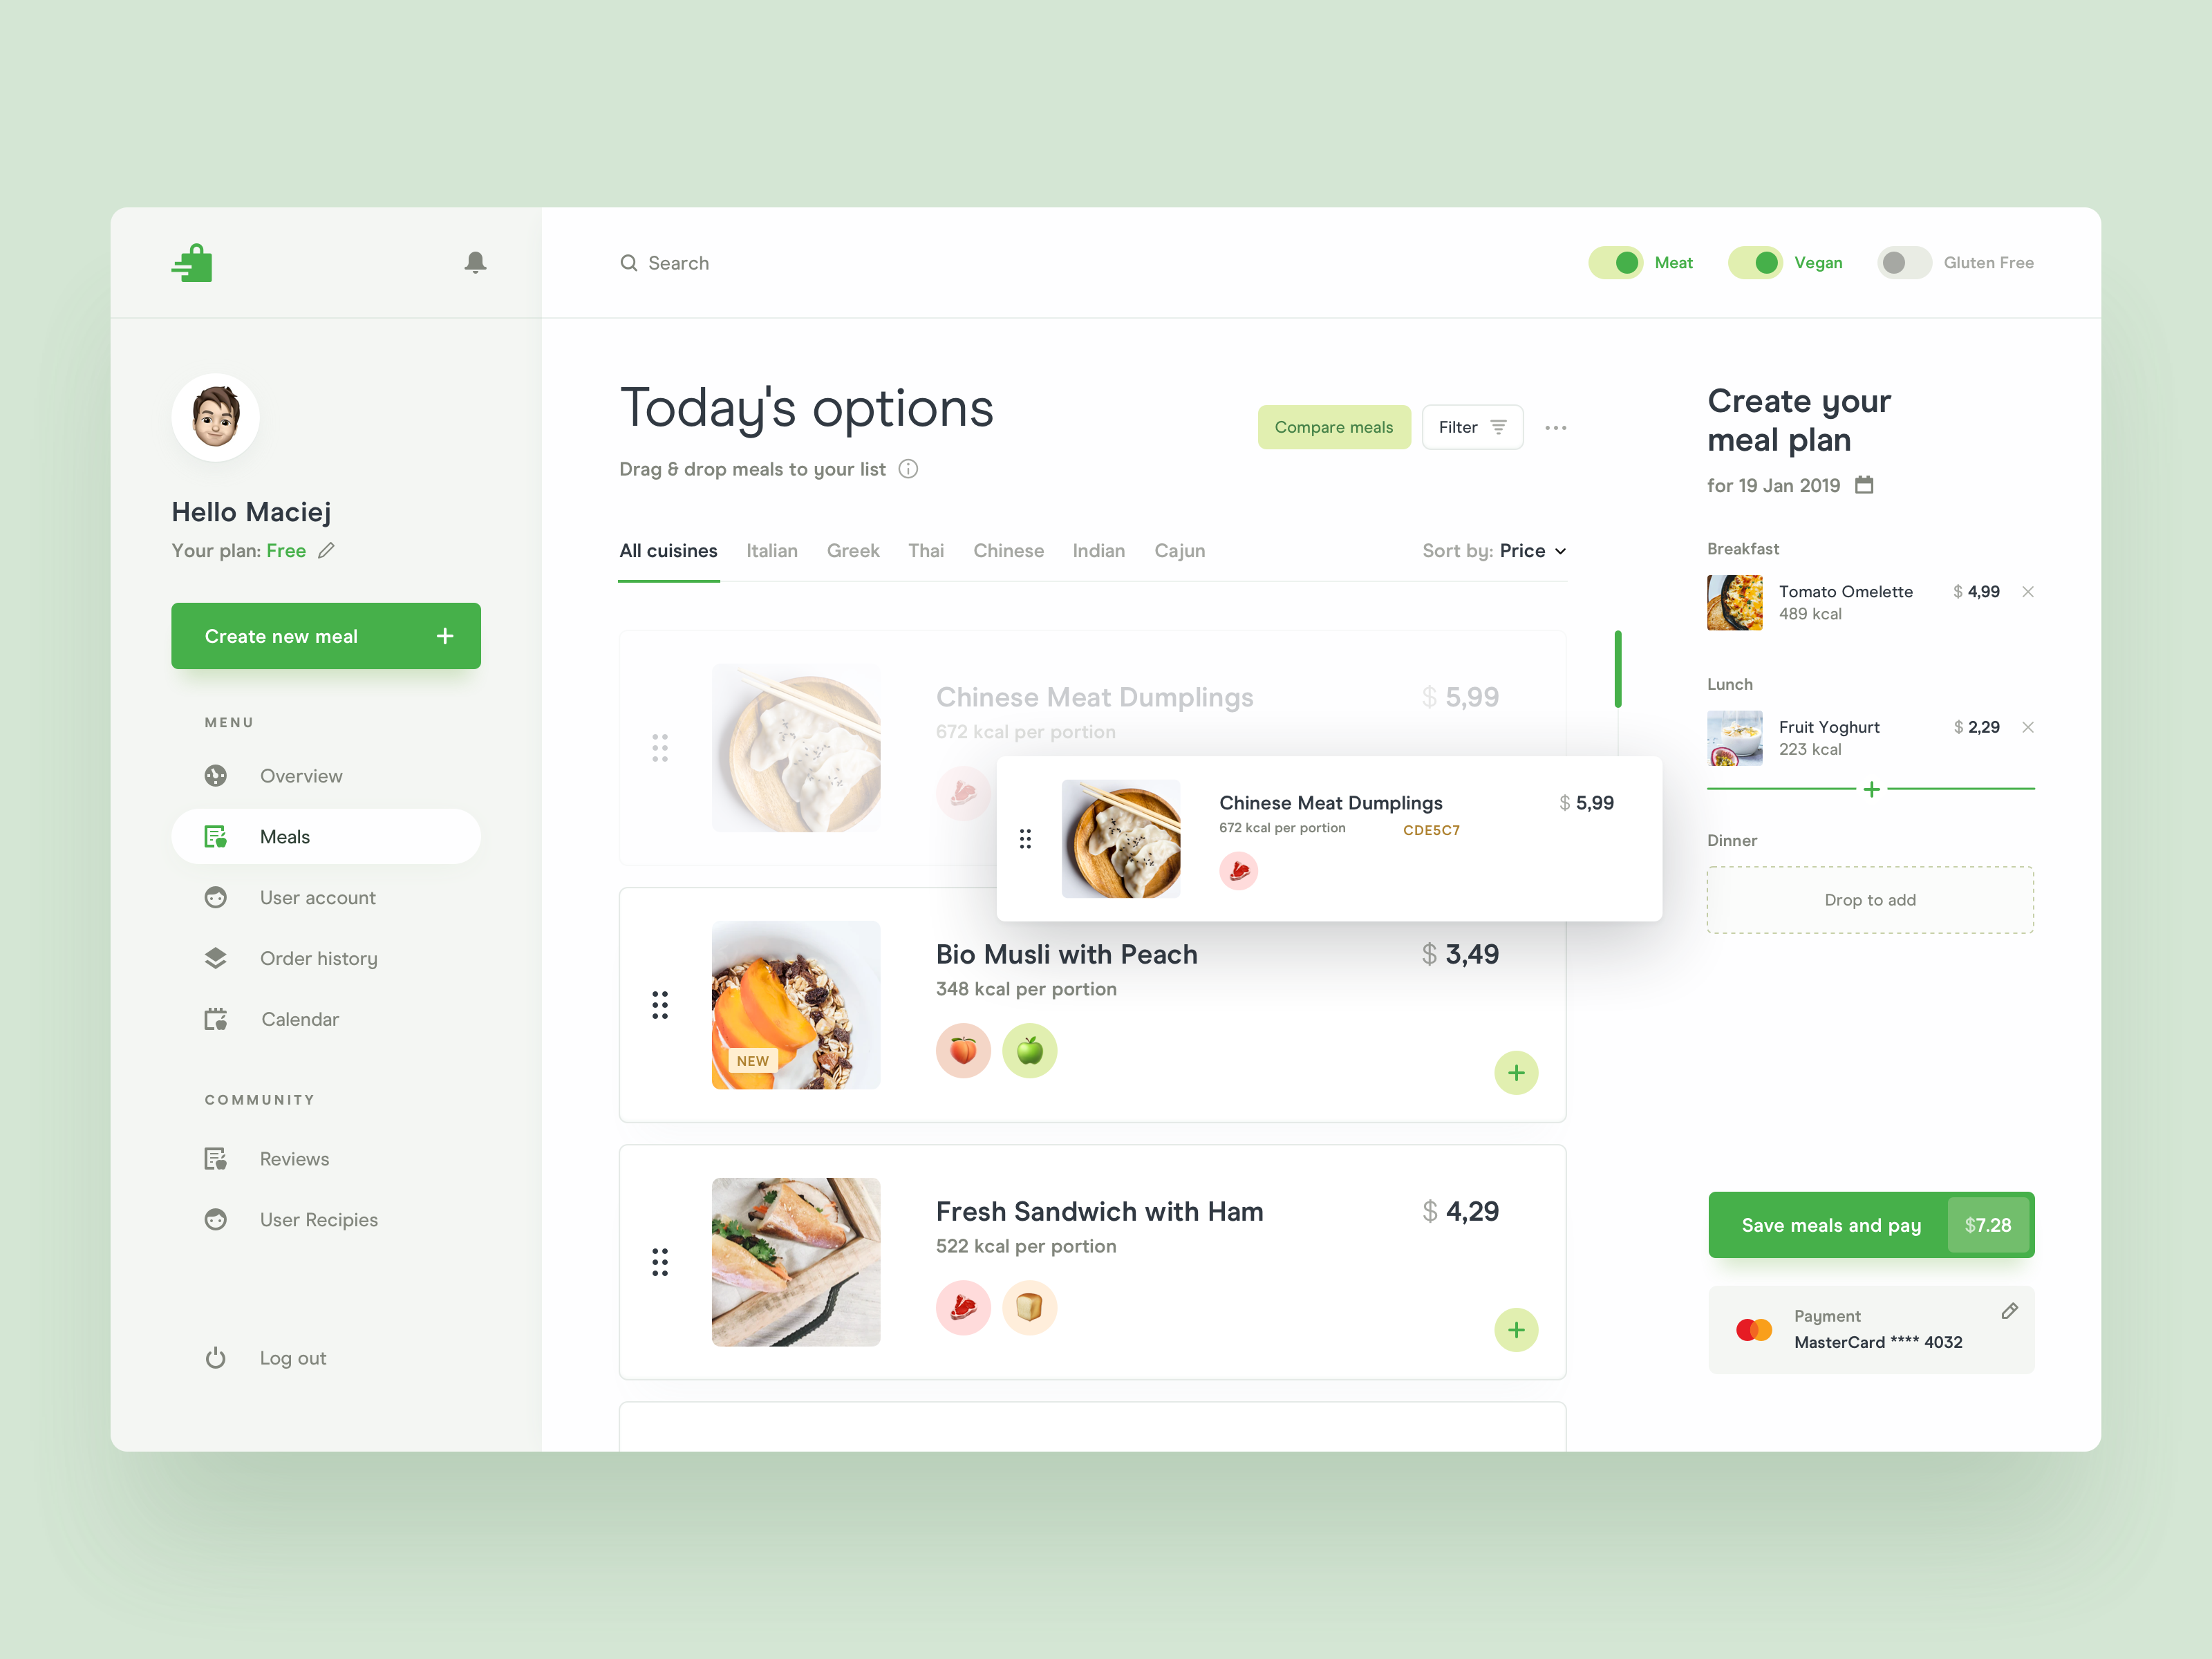 Search
Meat
Vegan
Gluten Free
Hello Maciej
Your plan: Free
Create new meal
MENU
Overview
Meals
User account
Order history
Calendar
COMMUNITY
Reviews
User Recipies
Log out
Today's options
Drag & drop meals to your list
Compare meals
Filter
All cuisines
Italian
Greek
Thai
Chinese
Indian
Cajun
Sort by: Price
Chinese Meat Dumplings
$ 5,99
672 kcal per portion
Chinese Meat Dumplings
$ 5,99
672 kcal per portion
CDE5C7
Bio Musli with Peach
$ 3,49
348 kcal per portion
NEW
Fresh Sandwich with Ham
$ 4,29
522 kcal per portion
Create your
meal plan
for 19 Jan 2019
Breakfast
Tomato Omelette
$ 4,99
489 kcal
Lunch
Fruit Yoghurt
$ 2,29
223 kcal
Dinner
Drop to add
Save meals and pay
$7.28
Payment
MasterCard **** 4032